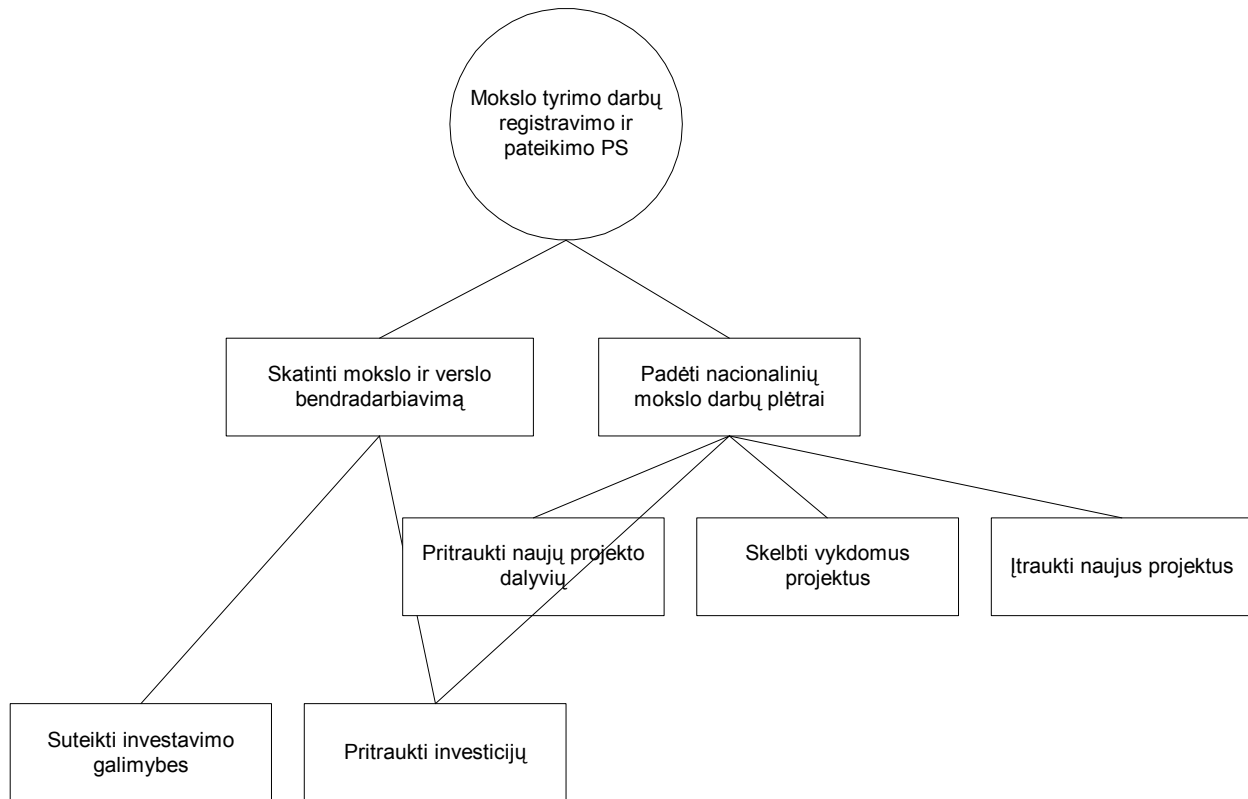 Mokslo tyrimo darbų
registravimo ir
pateikimo PS
Skatinti mokslo ir verslo
bendradarbiavimą
Padėti nacionalinių
mokslo darbų plėtrai
Pritraukti naujų projekto
dalyvių
Skelbti vykdomus
projektus
Įtraukti naujus projektus
Suteikti investavimo
galimybes
Pritraukti investicijų